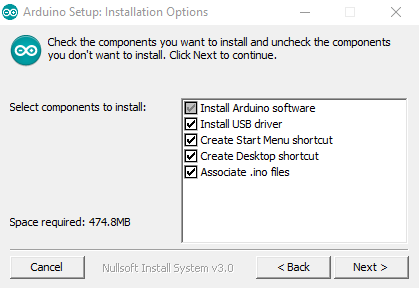 Arduino Setup: Installation Options
Check the components you want to install and uncheck the components
you don't want to install. Click Next to continue.
Select components to install:
Install Arduino software
Install USB driver
Create Start Menu shortcut
Create Desktop shortcut
Associate .ino files
Space required: 474.8MB
Cancel
Nullsoft Install System v3.0
< Back
Next >